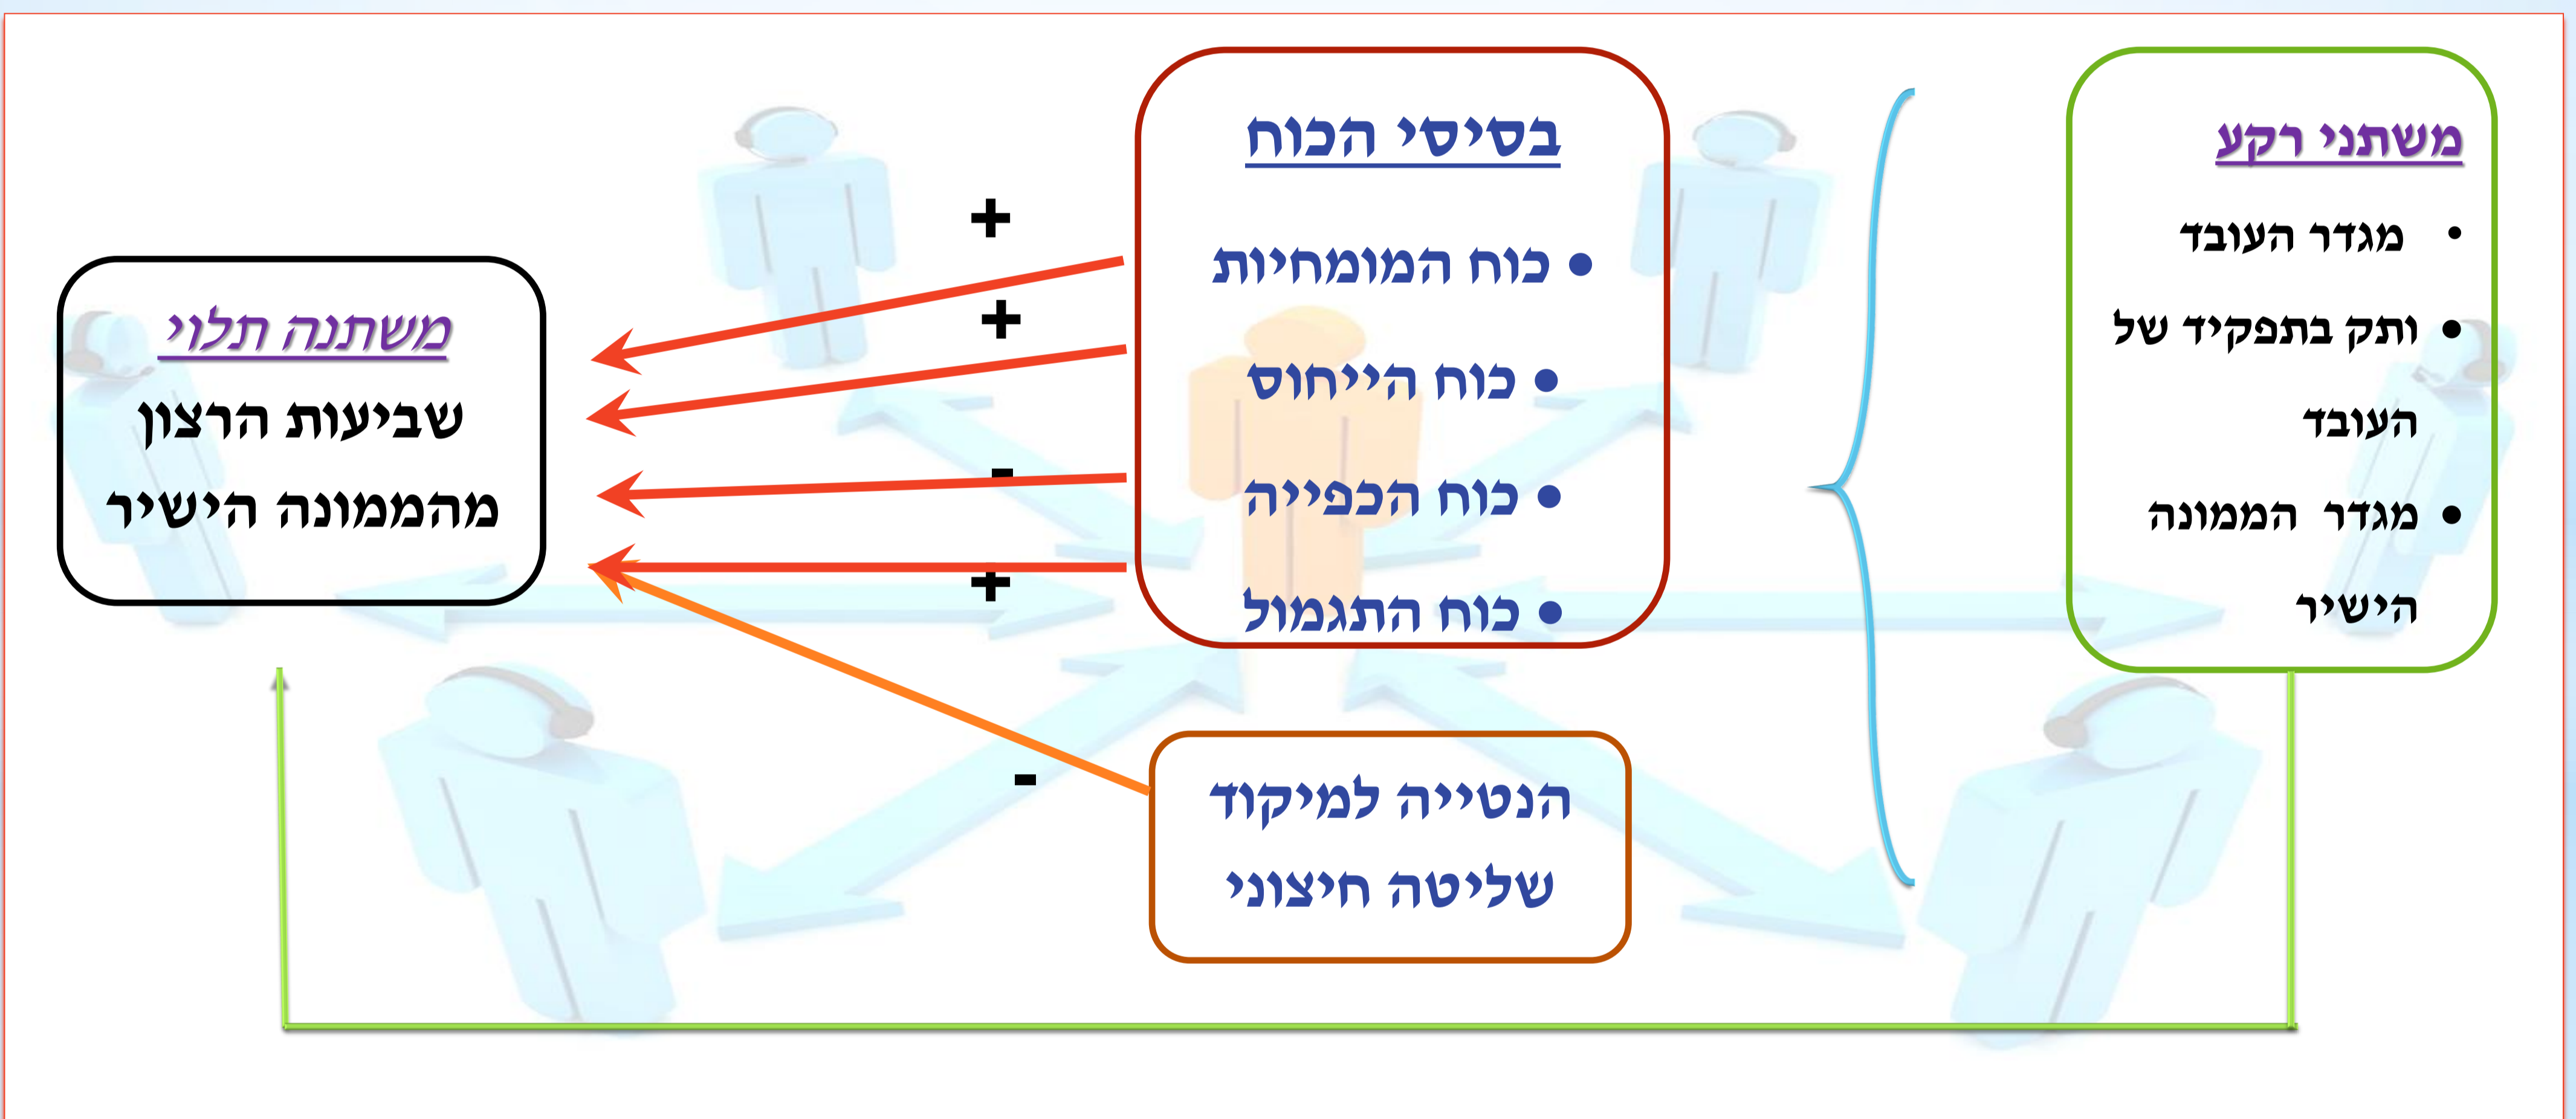 משתני רקע
• מגדר העובד
• ותק בתפקיד של
העובד
• מגדר הממונה
הישיר
בסיסי הכוח
• כוח המומחיות
• כוח הייחוס
• כוח הכפייה
• כוח התגמול
הנטייה למיקוד
שליטה חיצוני
+
+
-
+
-
משתנה תלוי
שביעות הרצון
מהממונה הישיר